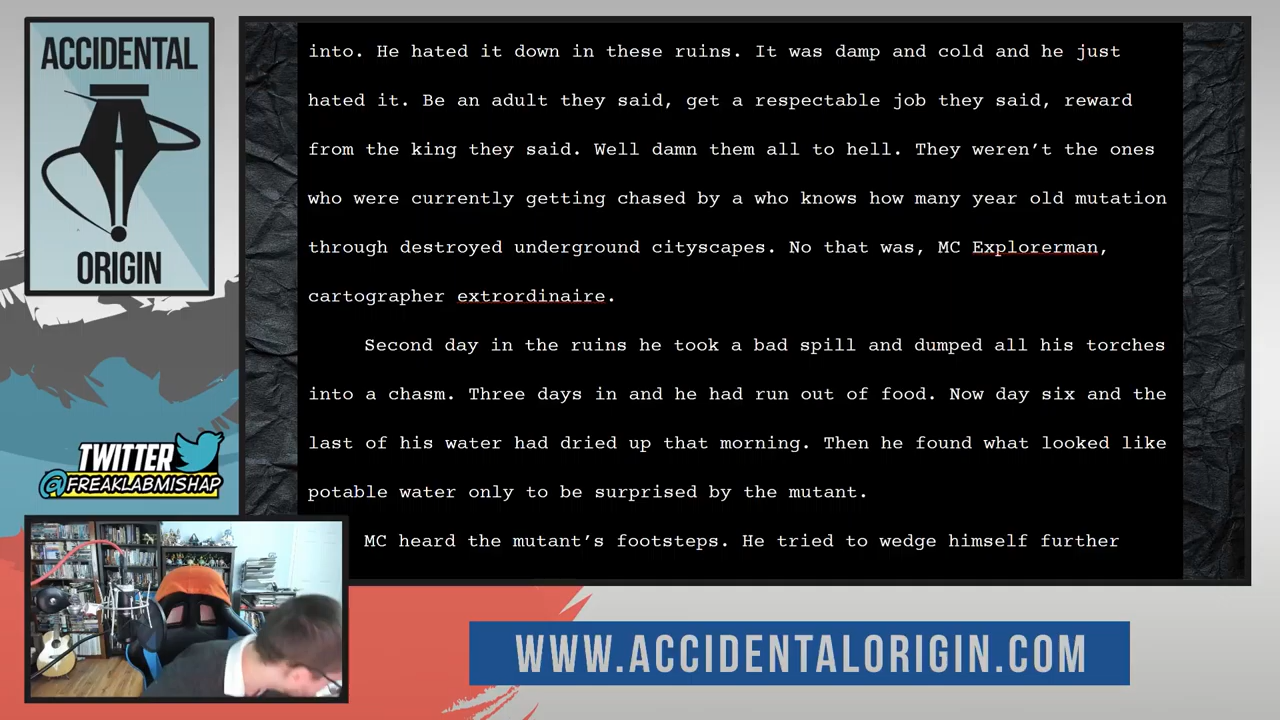 ACCIDENTAL
ORIGIN
into. He hated it down in these ruins. It was damp and cold and he just
hated it. Be an adult they said, get a respectable job they said, reward
from the king they said. Well damn them all to hell. They weren’t the ones
who were currently getting chased by a who knows how many year old mutation
through destroyed underground cityscapes. No that was, MC Explorerman,
cartographer extrordinaire.
Second day in the ruins he took a bad spill and dumped all his torches
into a chasm. Three days in and he had run out of food. Now day six and the
last of his water had dried up that morning. Then he found what looked like
potable water only to be surprised by the mutant.
MC heard the mutant’s footsteps. He tried to wedge himself further
TWITTER
@FREAKLABMISHAP
WWW.ACCIDENTALORIGIN.COM